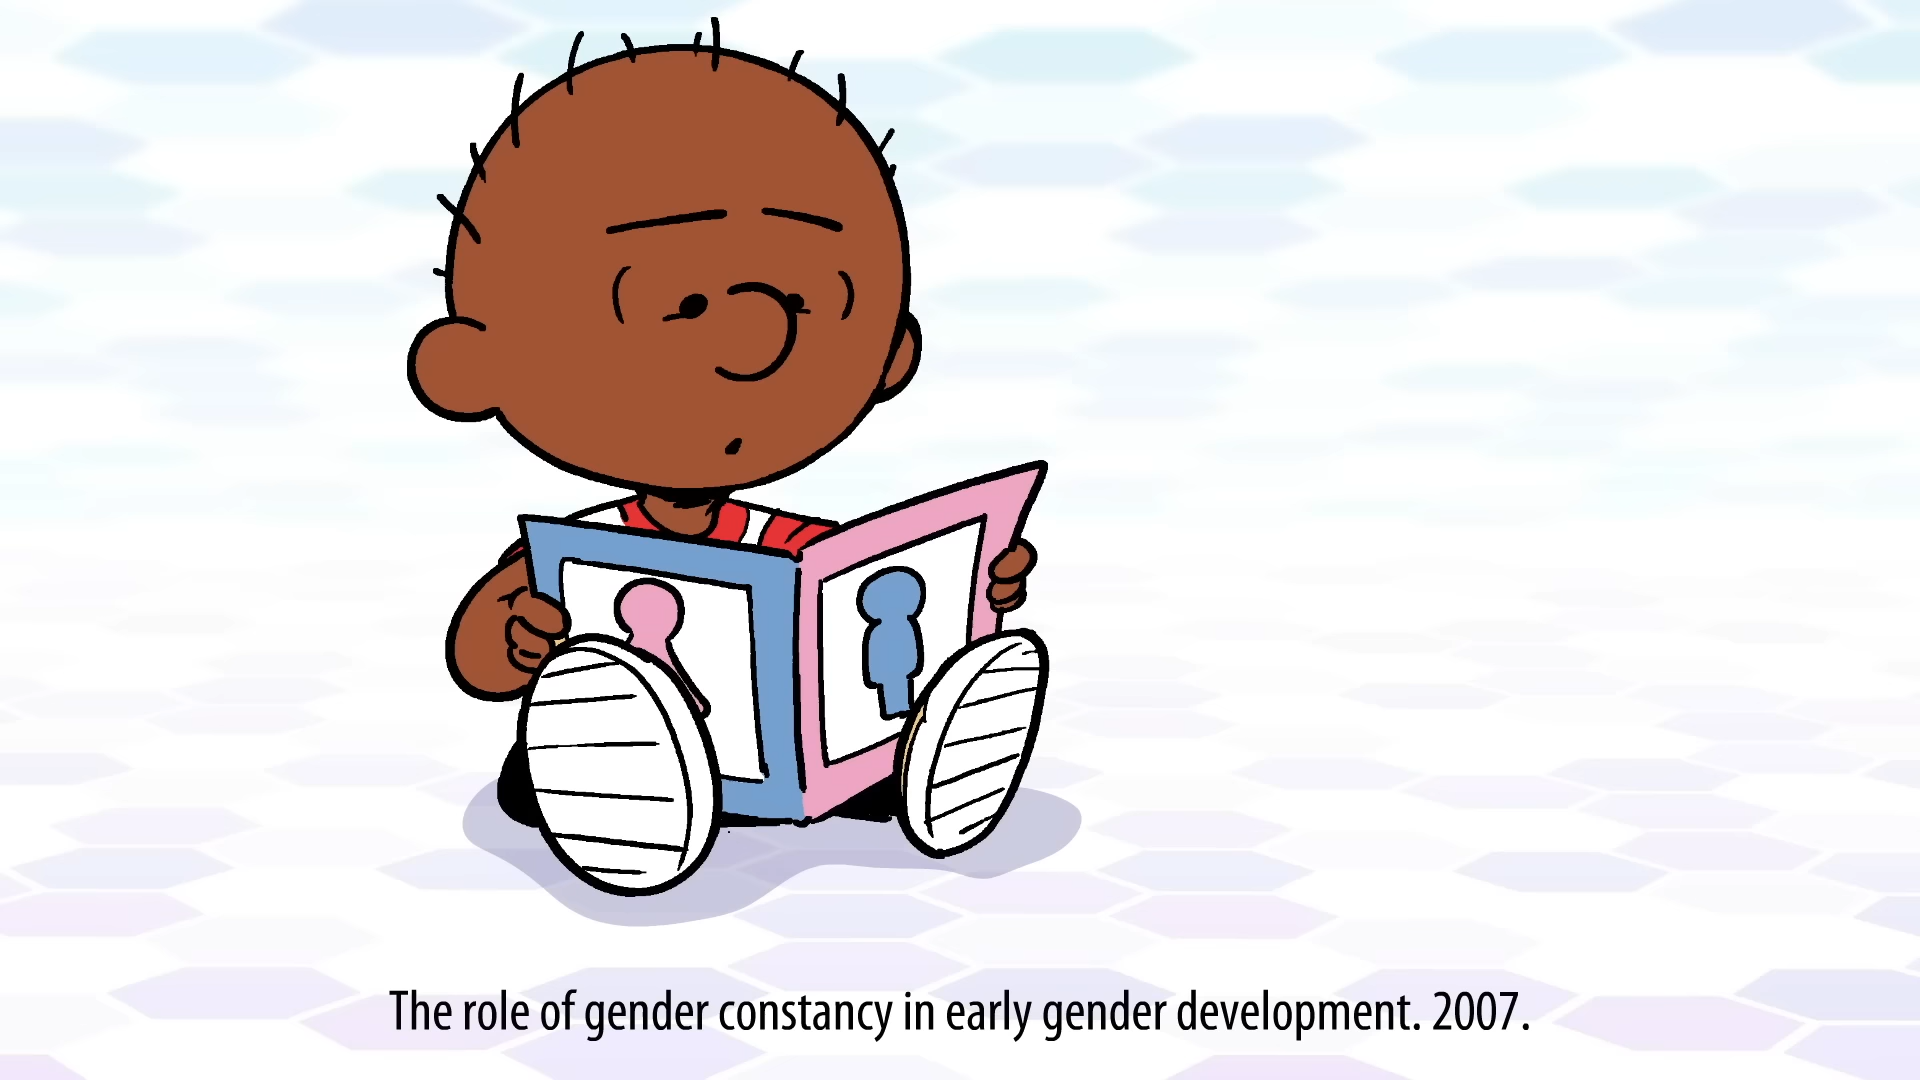 The role of gender constancy in early gender development. 2007.